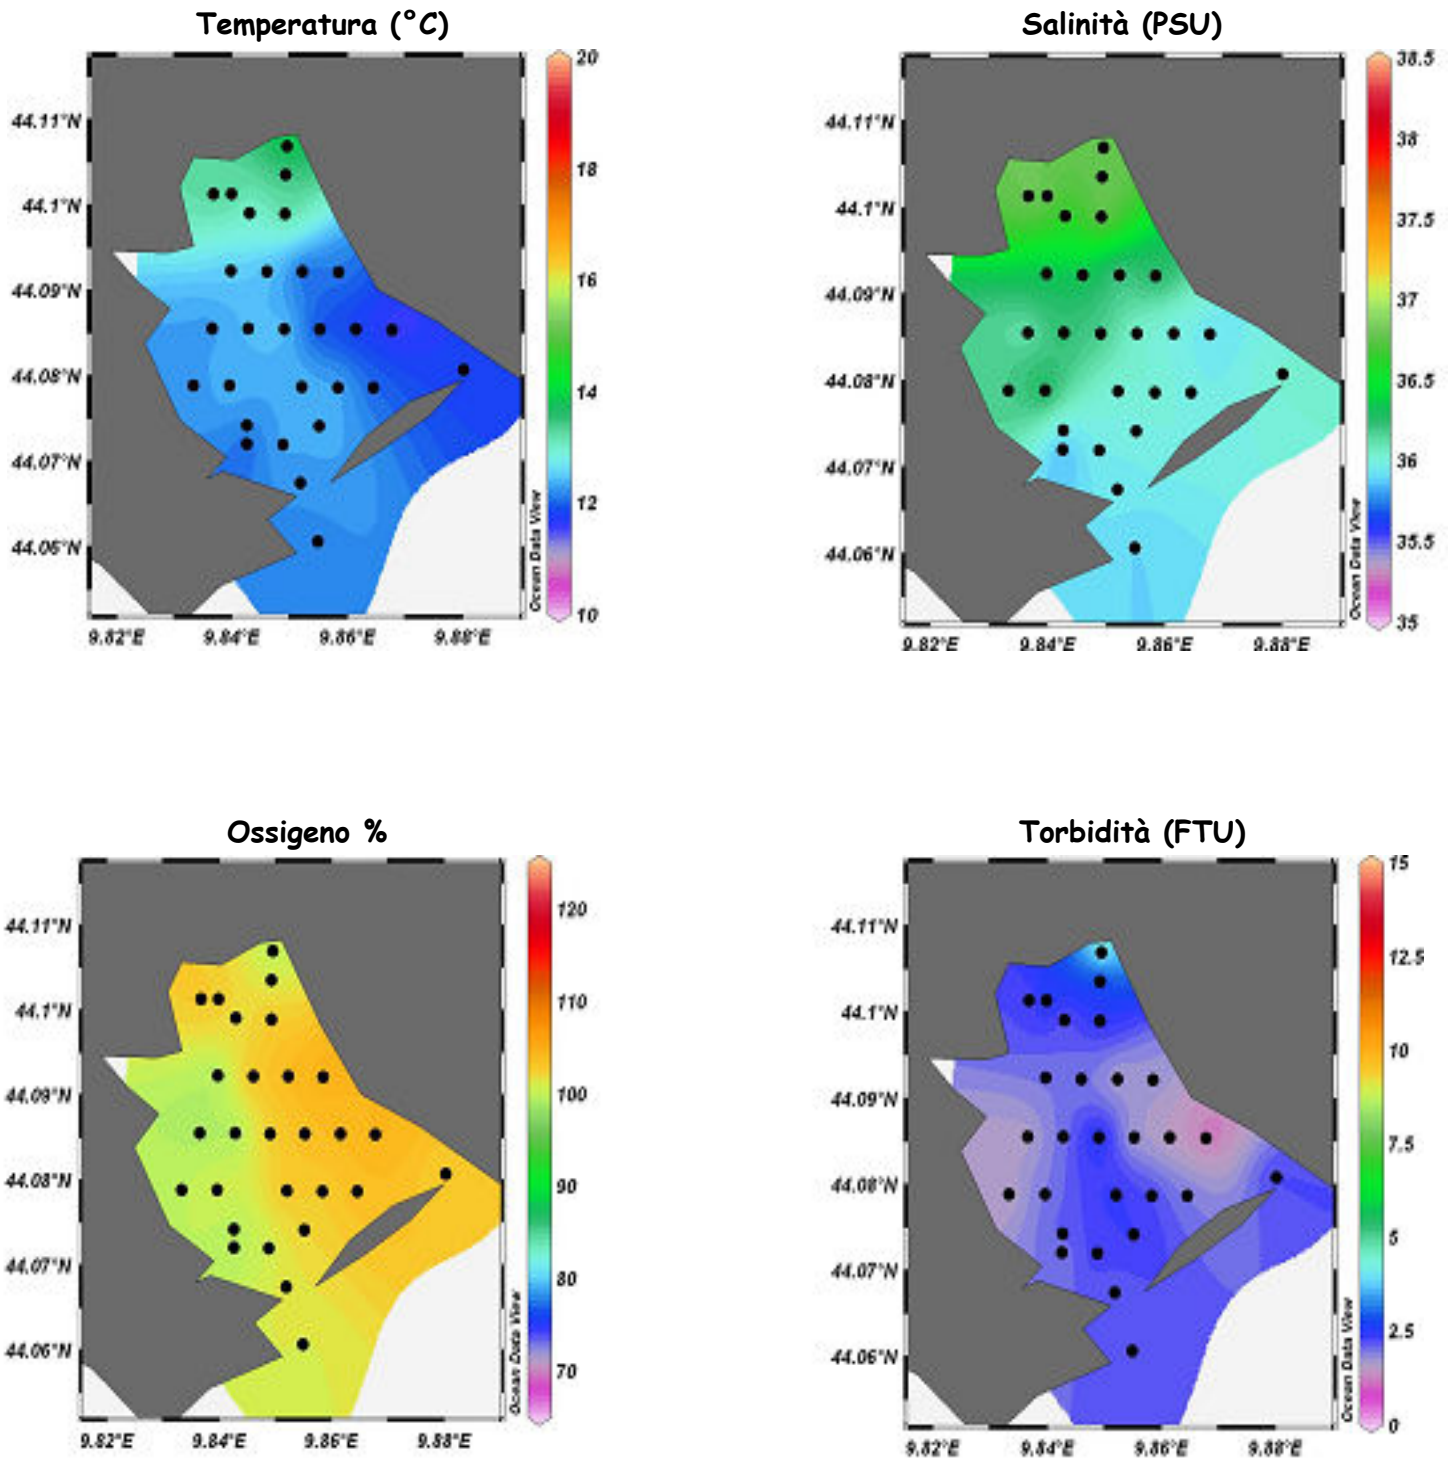 Temperatura (°C)
20
18
16
14
12
10
44.11°N
44.1°N
44.09°N
44.08°N
44.07°N
44.06°N
9.82°E 9.84°E 9.86°E 9.88°E
Ocean Data View
Salinità (PSU)
38.5
38
37.5
37
36.5
36
35.5
35
44.11°N
44.1°N
44.09°N
44.08°N
44.07°N
44.06°N
9.82°E 9.84°E 9.86°E 9.88°E
Ocean Data View
Ossigeno %
120
110
100
90
80
70
44.11°N
44.1°N
44.09°N
44.08°N
44.07°N
44.06°N
9.82°E 9.84°E 9.86°E 9.88°E
Ocean Data View
Torbidità (FTU)
15
12.5
10
7.5
5
2.5
0
44.11°N
44.1°N
44.09°N
44.08°N
44.07°N
44.06°N
9.82°E 9.84°E 9.86°E 9.88°E
Ocean Data View